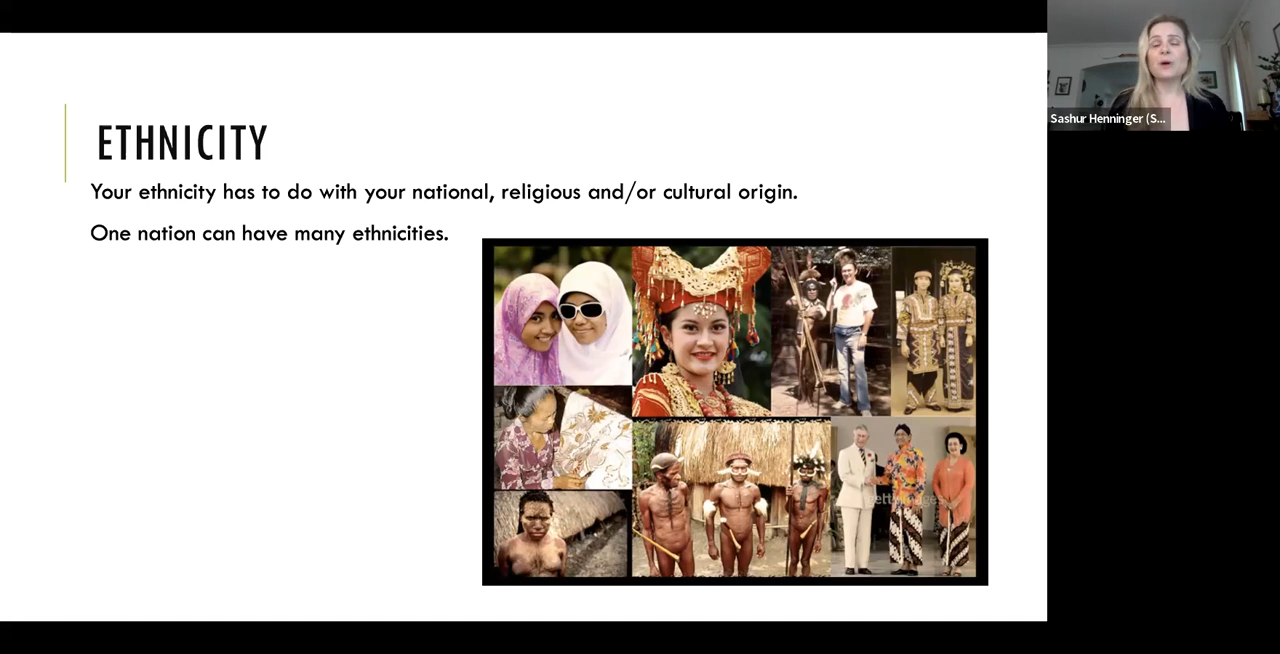 ETHNICITY
Your ethnicity has to do with your national, religious and/or cultural origin.
One nation can have many ethnicities.
gettyimages
Sashur Henninger (S...